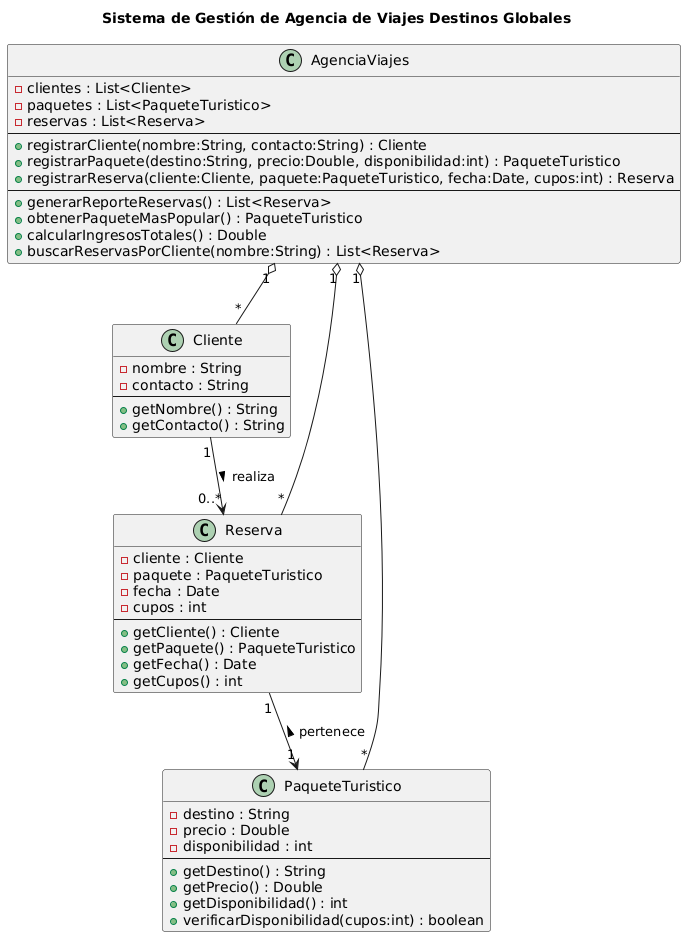 Sistema de Gestión de Agencia de Viajes Destinos Globales
C AgenciaViajes
clientes : List<Cliente>
paquetes : List<PaqueteTuristico>
reservas : List<Reserva>
registrarCliente(nombre:String, contacto:String) : Cliente
registrarPaquete(destino:String, precio:Double, disponibilidad:int) : PaqueteTuristico
registrarReserva(cliente:Cliente, paquete:PaqueteTuristico, fecha:Date, cupos:int) : Reserva
generarReporteReservas() : List<Reserva>
obtenerPaqueteMasPopular() : PaqueteTuristico
calcularIngresosTotales() : Double
buscarReservasPorCliente(nombre:String) : List<Reserva>
1 1 1
*
C Cliente
nombre : String
contacto : String
getNombre() : String
getContacto() : String
1
realiza
0..* *
C Reserva
cliente : Cliente
paquete : PaqueteTuristico
fecha : Date
cupos : int
getCliente() : Cliente
getPaquete() : PaqueteTuristico
getFecha() : Date
getCupos() : int
1
pertenece
1 *
C PaqueteTuristico
destino : String
precio : Double
disponibilidad : int
getDestino() : String
getPrecio() : Double
getDisponibilidad() : int
verificarDisponibilidad(cupos:int) : boolean